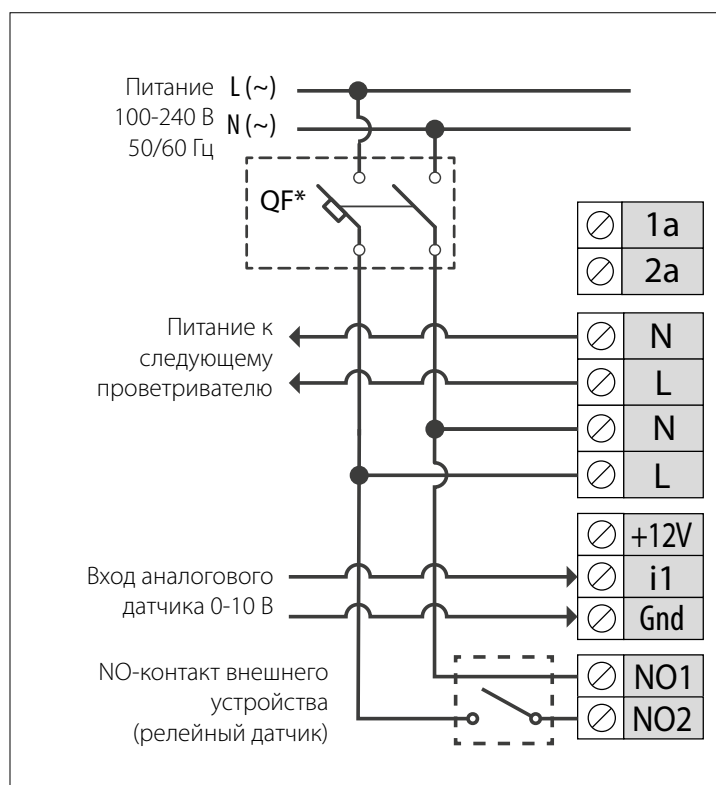 Питание L (~)
100-240 В N (~)
50/60 Гц
QF*
1a
2a
Питание к
следующему
проветривателю
N
L
N
L
+12V
Вход аналогового
датчика 0-10 В
i1
Gnd
NO-контакт внешнего
устройства
(релейный датчик)
NO1
NO2